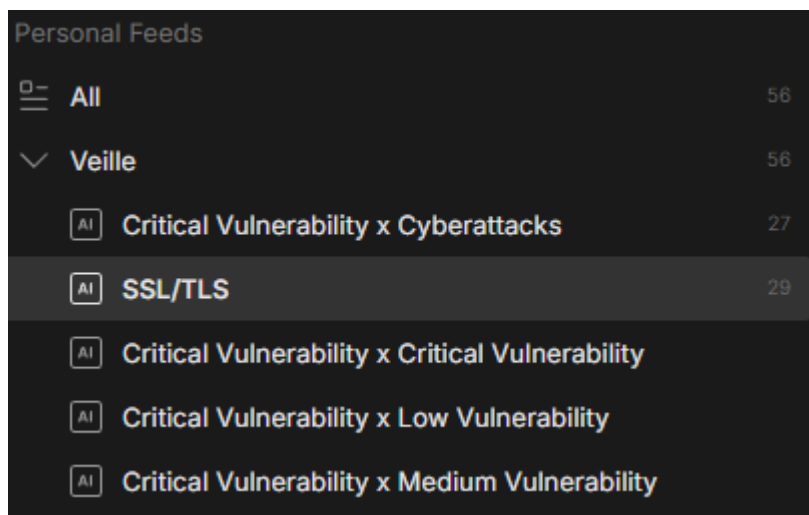 Personal Feeds
All 56
Veille 56
AI Critical Vulnerability x Cyberattacks 27
AI SSL/TLS 29
AI Critical Vulnerability x Critical Vulnerability
AI Critical Vulnerability x Low Vulnerability
AI Critical Vulnerability x Medium Vulnerability